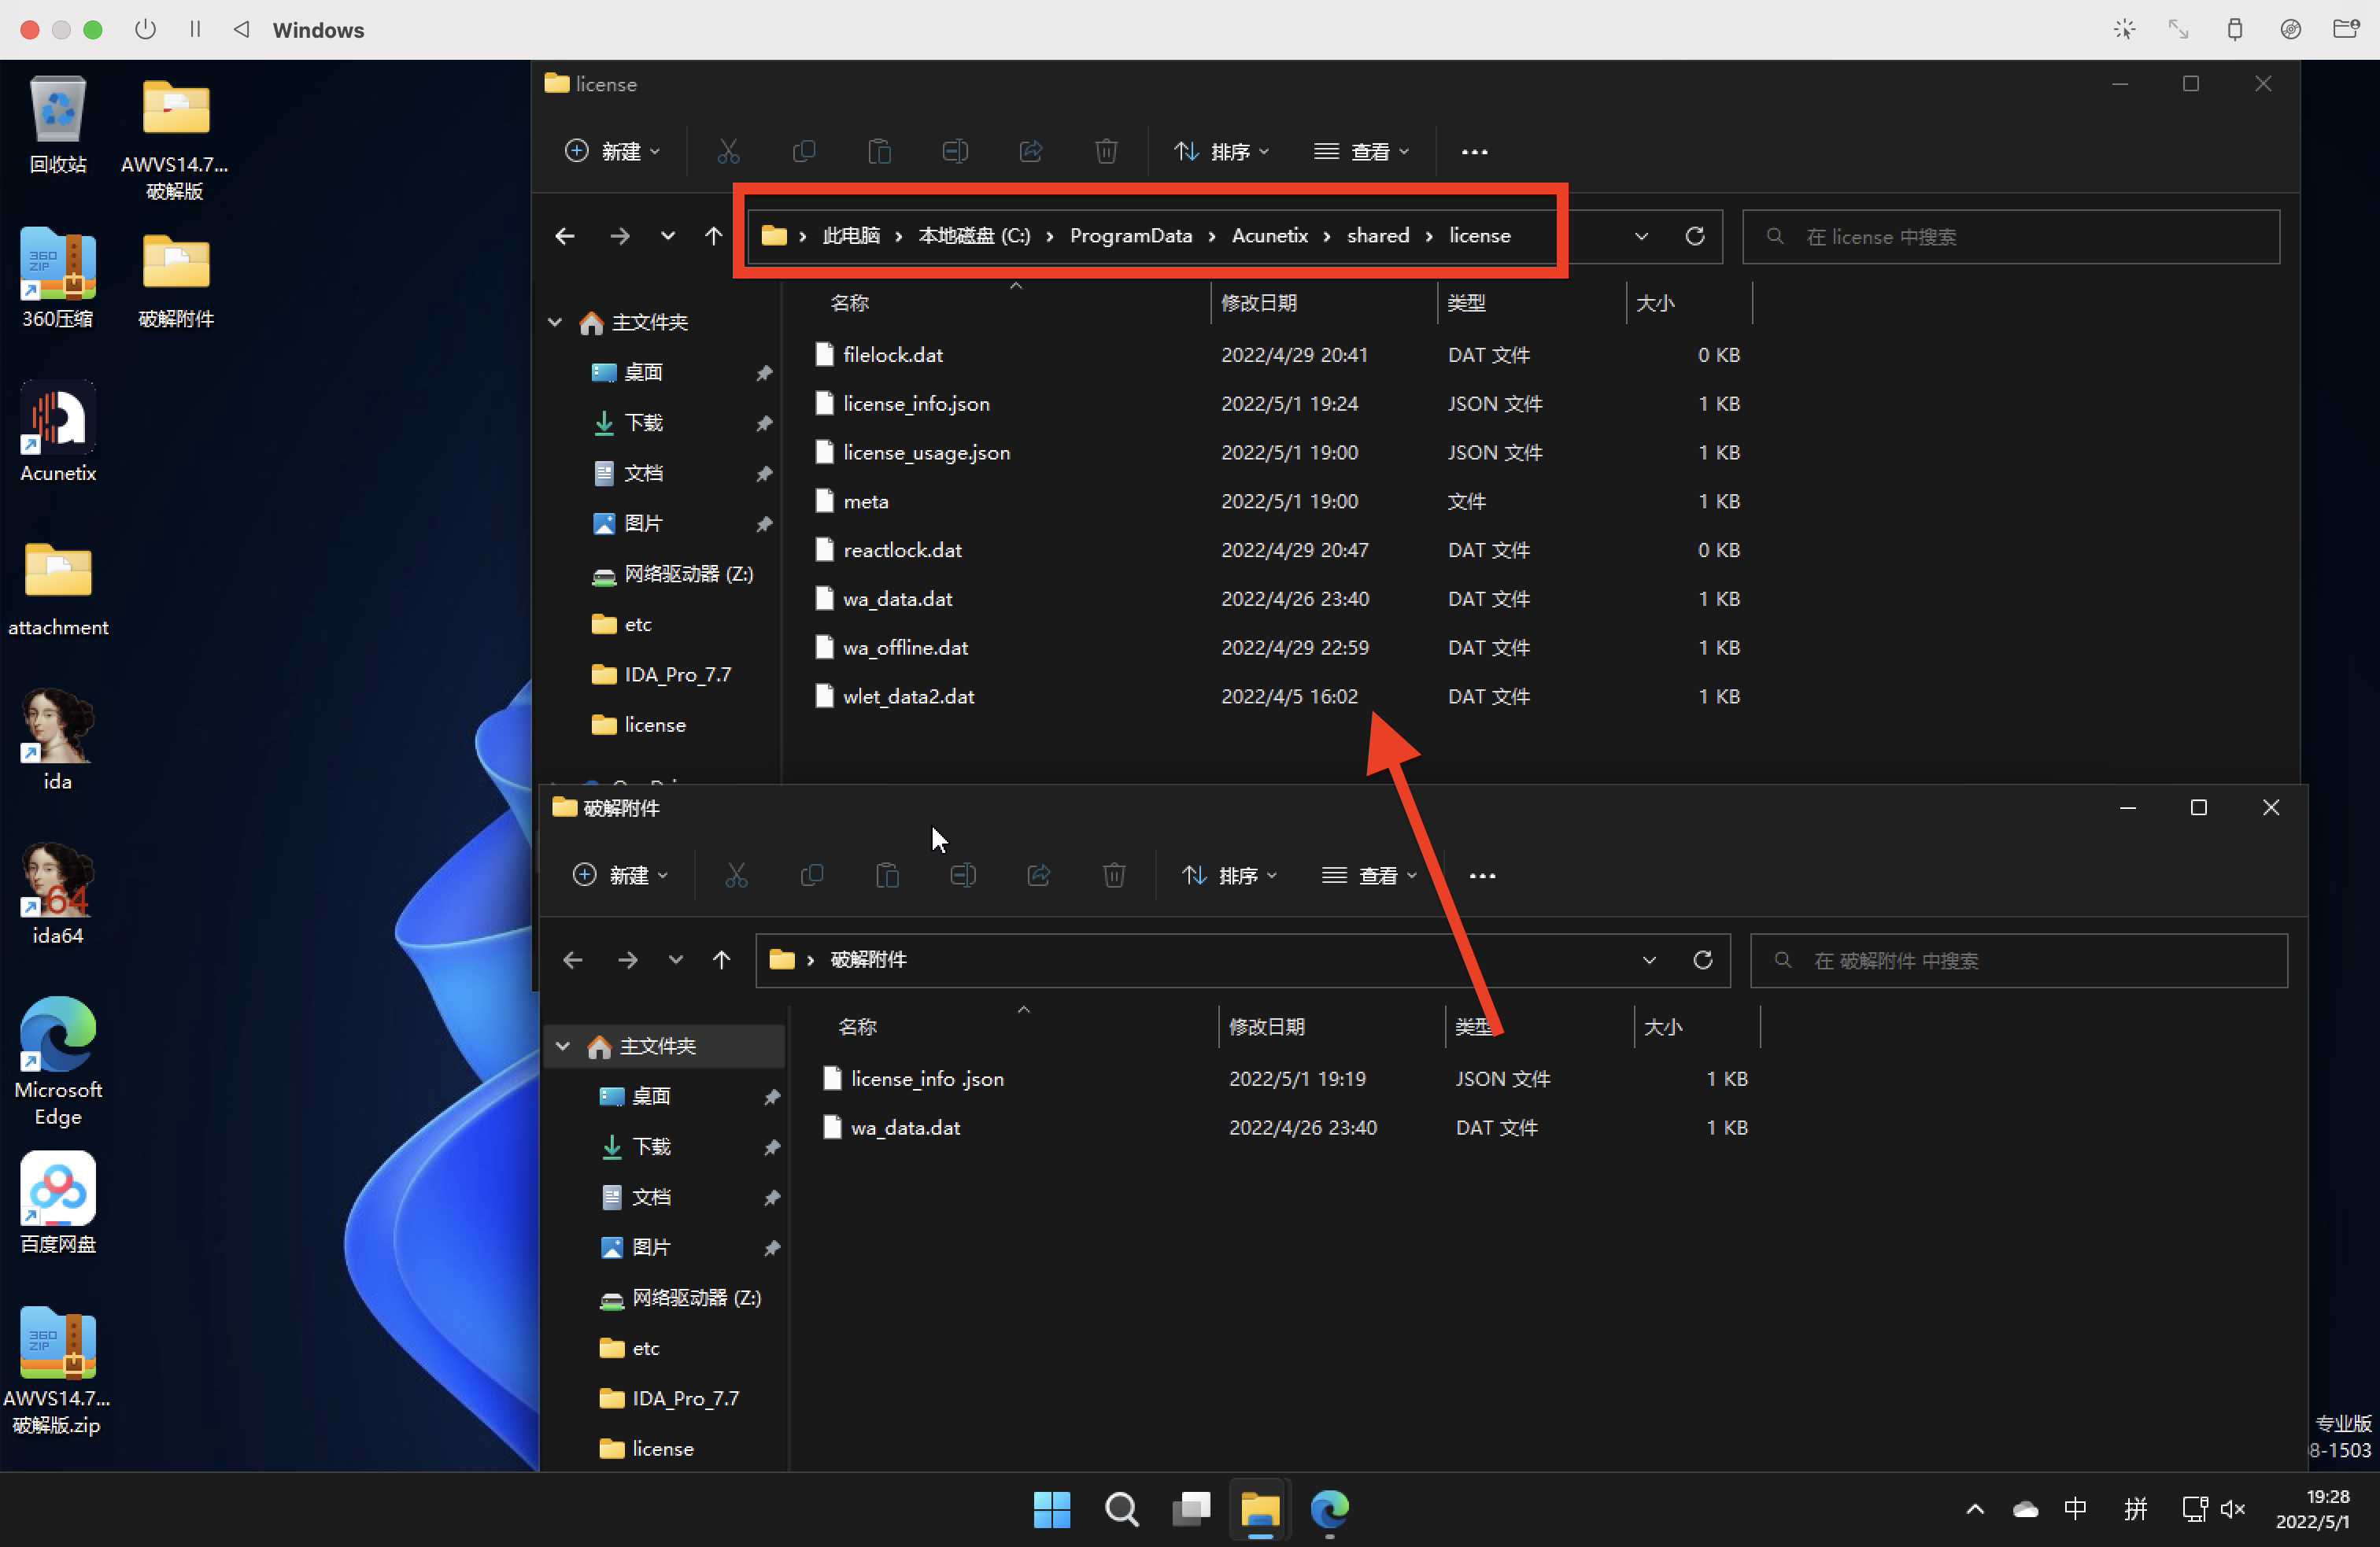 Windows
回收站
AWVS14.7...
破解版
360压缩
破解附件
Acunetix
attachment
ida
64
ida64
Microsoft
Edge
百度网盘
360
ZIP
AWVS14.7...
破解版.zip
license
新建
排序
查看
此电脑 › 本地磁盘 (C:) › ProgramData › Acunetix › shared › license
在 license 中搜索
名称 修改日期 类型 大小
主文件夹
桌面
下载
文档
图片
网络驱动器 (Z:)
etc
IDA_Pro_7.7
license
filelock.dat 2022/4/29 20:41 DAT 文件 0 KB
license_info.json 2022/5/1 19:24 JSON 文件 1 KB
license_usage.json 2022/5/1 19:00 JSON 文件 1 KB
meta 2022/5/1 19:00 文件 1 KB
reactlock.dat 2022/4/29 20:47 DAT 文件 0 KB
wa_data.dat 2022/4/26 23:40 DAT 文件 1 KB
wa_offline.dat 2022/4/29 22:59 DAT 文件 1 KB
wlet_data2.dat 2022/4/5 16:02 DAT 文件 1 KB
破解附件
新建
排序
查看
破解附件
在 破解附件 中搜索
名称 修改日期 类型 大小
主文件夹
桌面
下载
文档
图片
网络驱动器 (Z:)
etc
IDA_Pro_7.7
license
license_info .json 2022/5/1 19:19 JSON 文件 1 KB
wa_data.dat 2022/4/26 23:40 DAT 文件 1 KB
专业版
8-1503
中
拼
19:28
2022/5/1